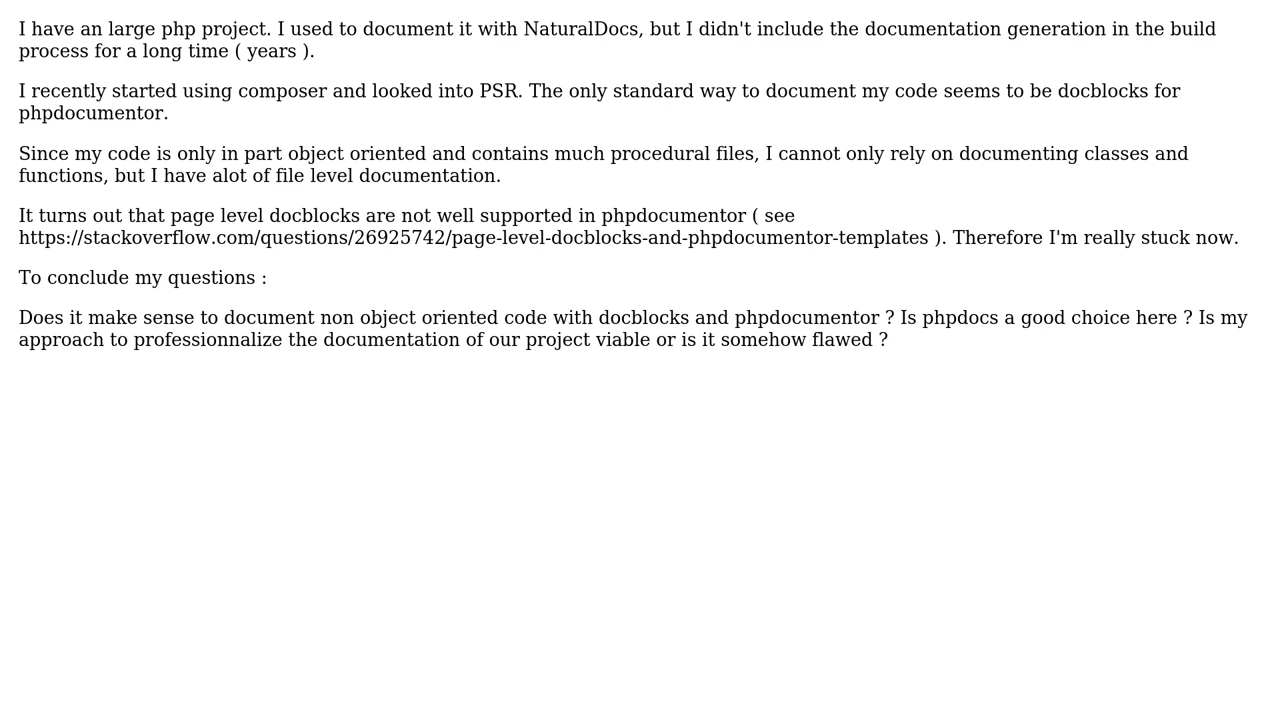 I have an large php project. I used to document it with NaturalDocs, but I didn't include the documentation generation in the build
process for a long time ( years ).
I recently started using composer and looked into PSR. The only standard way to document my code seems to be docblocks for
phpdocumentor.
Since my code is only in part object oriented and contains much procedural files, I cannot only rely on documenting classes and
functions, but I have alot of file level documentation.
It turns out that page level docblocks are not well supported in phpdocumentor ( see
https://stackoverflow.com/questions/26925742/page-level-docblocks-and-phpdocumentor-templates ). Therefore I'm really stuck now.
To conclude my questions :
Does it make sense to document non object oriented code with docblocks and phpdocumentor ? Is phpdocs a good choice here ? Is my
approach to professionnalize the documentation of our project viable or is it somehow flawed ?